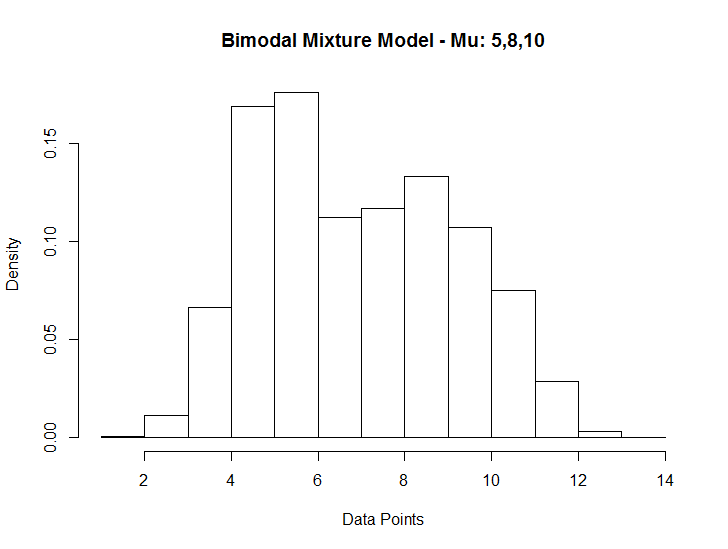 Bimodal Mixture Model - Mu: 5,8,10
Density
0.15
0.10
0.05
0.00
2 4 6 8 10 12 14
Data Points